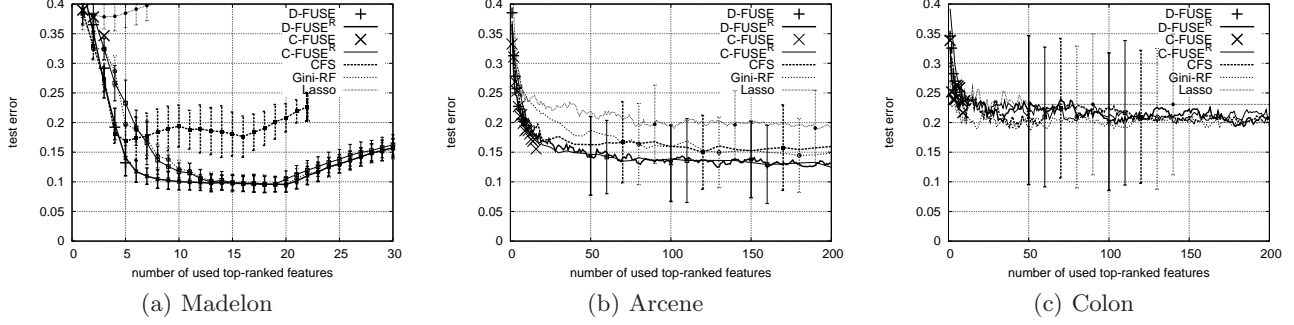 0.4
0.35
0.3
0.25
0.2
0.15
0.1
0.05
0
test error
0 5 10 15 20 25 30
number of used top-ranked features
D-FUSE
D-FUSE^R
C-FUSE
C-FUSE^R
CFS
Gini-RF
Lasso
(a) Madelon
0.4
0.35
0.3
0.25
0.2
0.15
0.1
0.05
0
test error
0 50 100 150 200
number of used top-ranked features
D-FUSE
D-FUSE^R
C-FUSE
C-FUSE^R
CFS
Gini-RF
Lasso
(b) Arcene
0.4
0.35
0.3
0.25
0.2
0.15
0.1
0.05
0
test error
0 50 100 150 200
number of used top-ranked features
D-FUSE
D-FUSE^R
C-FUSE
C-FUSE^R
CFS
Gini-RF
Lasso
(c) Colon